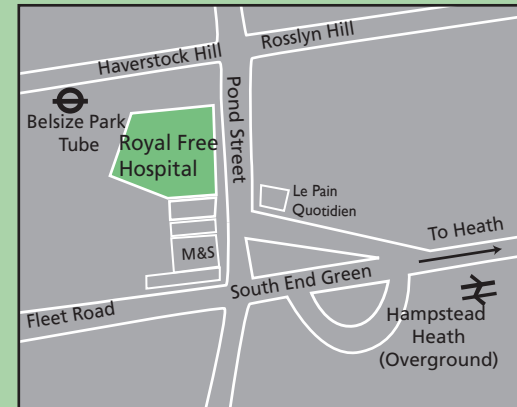 Haverstock Hill
Rosslyn Hill
Pond Street
Belsize Park
Tube
Royal Free
Hospital
Le Pain
Quotidien
To Heath
M&S
South End Green
Fleet Road
Hampstead
Heath
(Overground)